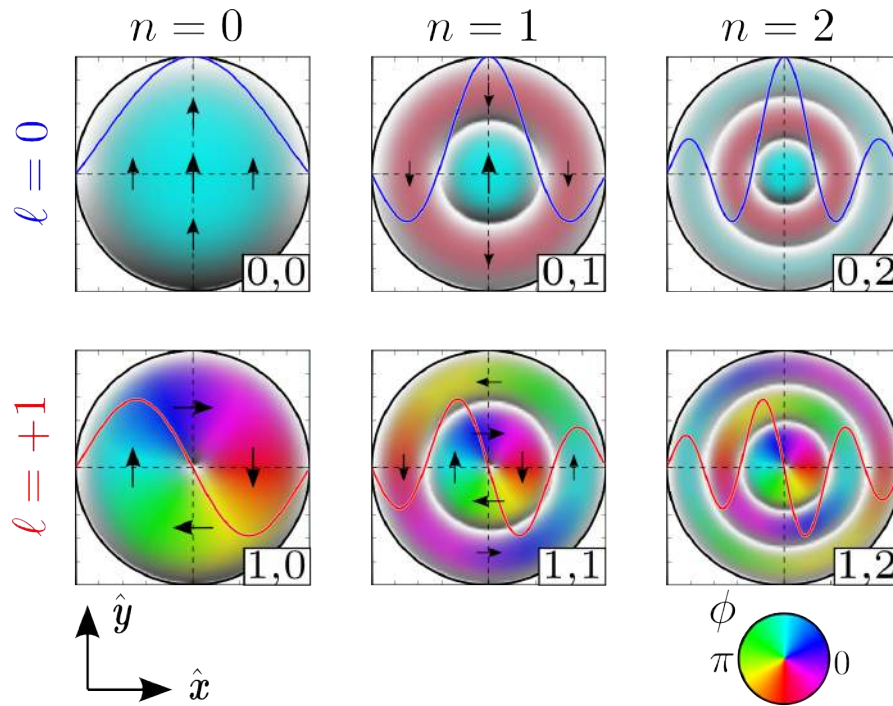 n = 0
n = 1
n = 2
ℓ = 0
0,0
0,1
0,2
ℓ = +1
1,0
1,1
1,2
ŷ
x̂
ϕ
π
0